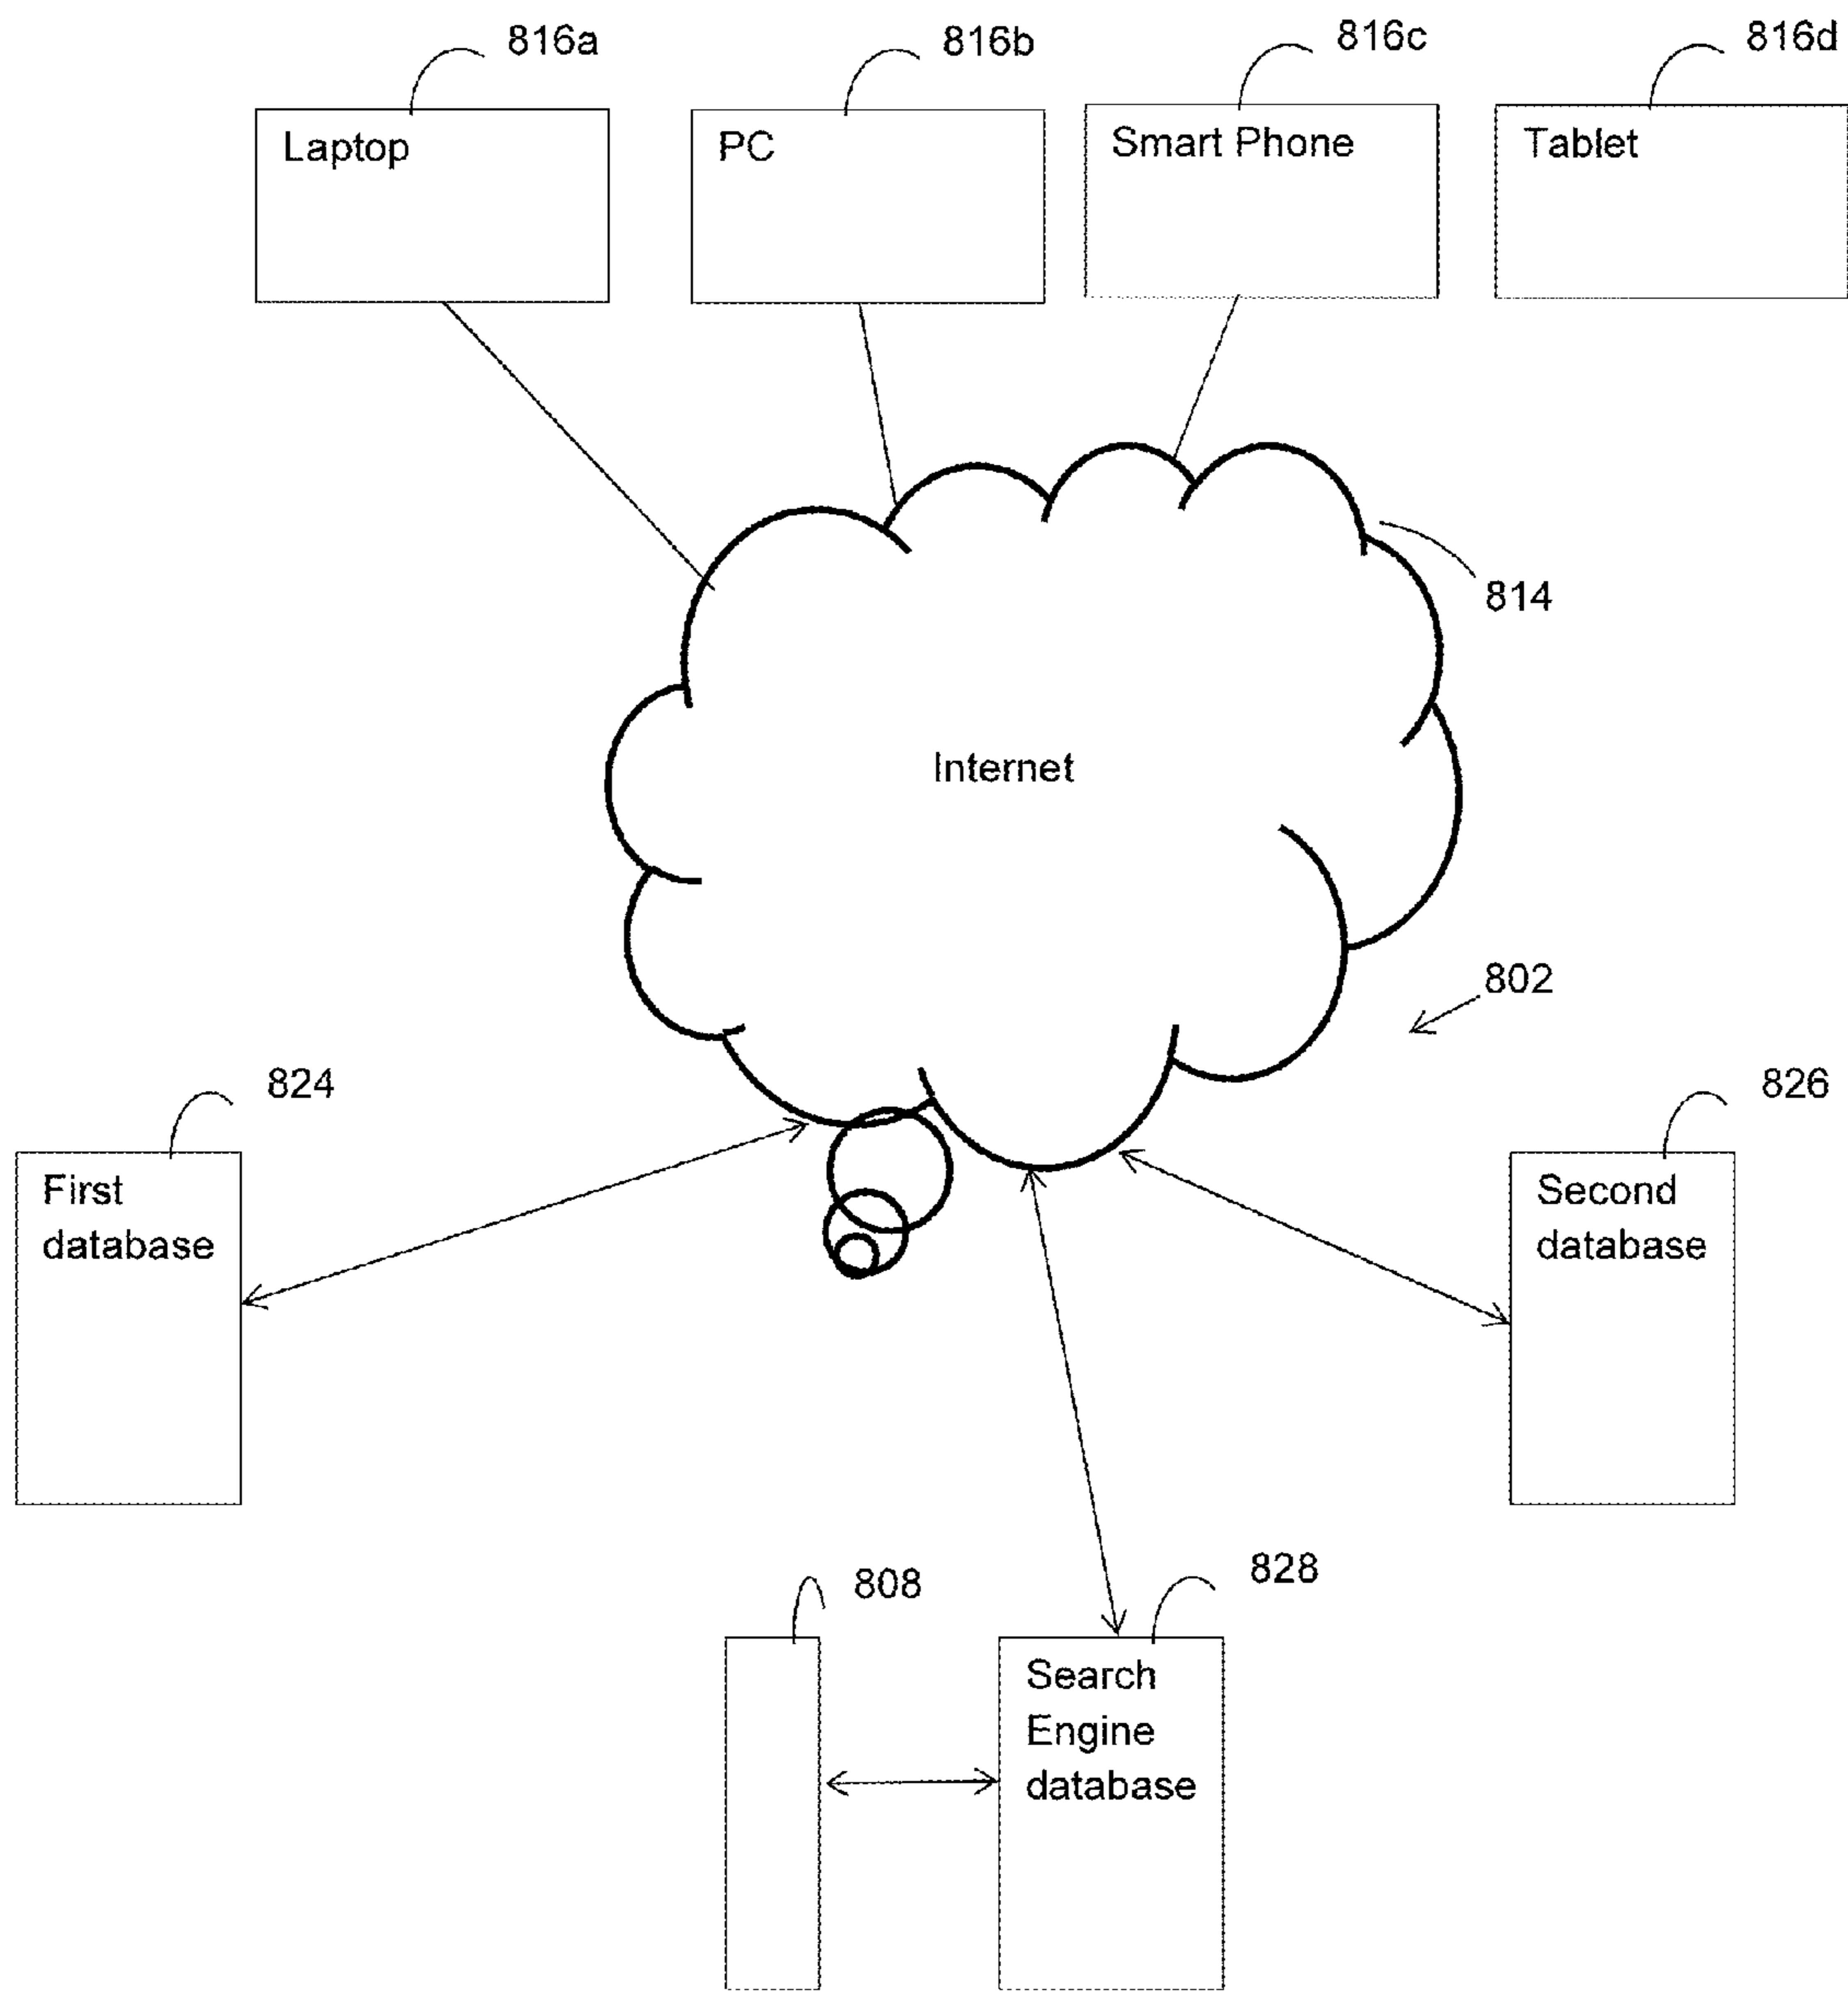 816a
816b
816c
816d
Laptop
PC
Smart Phone
Tablet
814
Internet
802
824
826
First
database
Second
database
808
828
Search
Engine
database